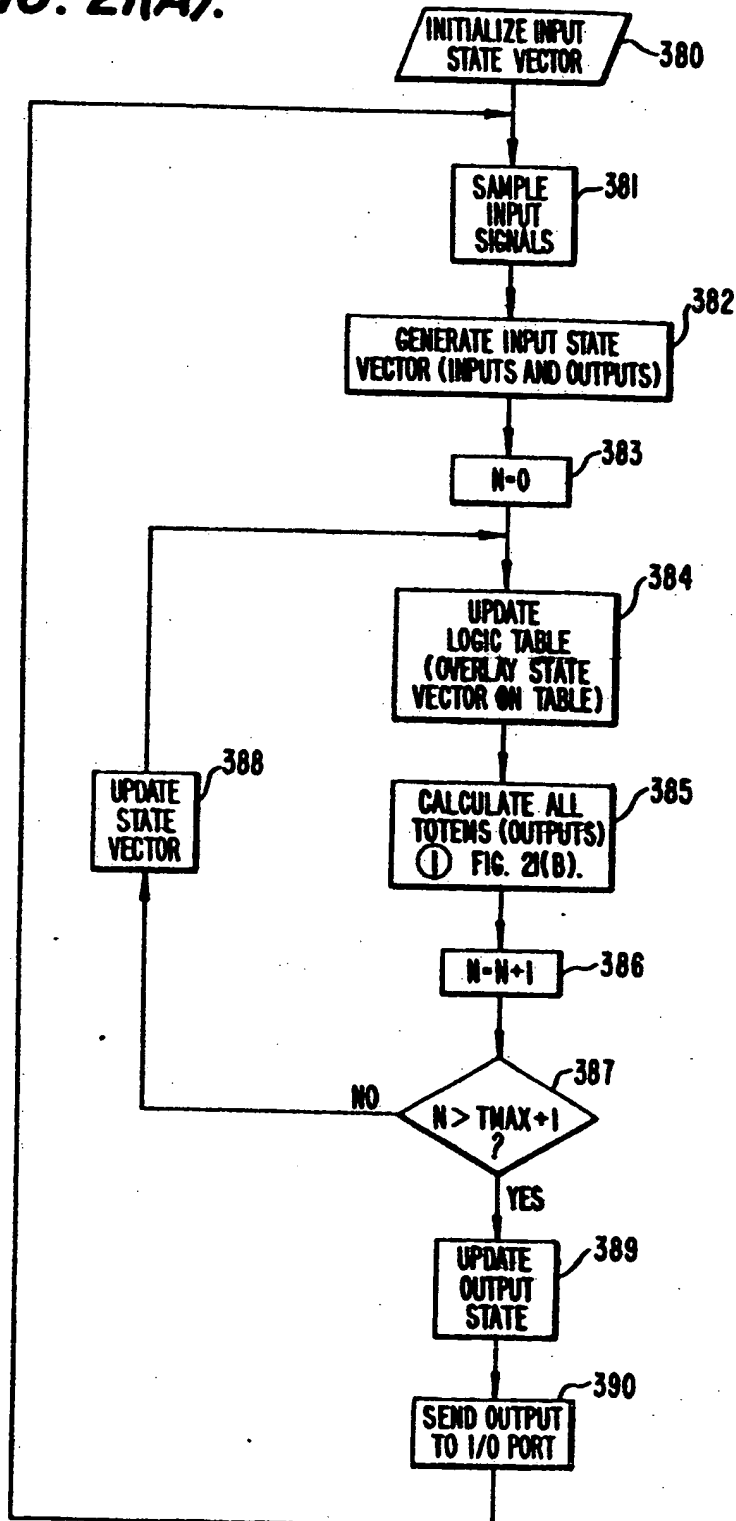 21(A).
INITIALIZE INPUT
STATE VECTOR
380
SAMPLE
INPUT
SIGNALS
381
382
GENERATE INPUT STATE
VECTOR (INPUTS AND OUTPUTS)
383
N=0
384
UPDATE
LOGIC TABLE
(OVERLAY STATE
VECTOR ON TABLE)
388
UPDATE
STATE
VECTOR
385
CALCULATE ALL
TOTEMS (OUTPUTS)
1 FIG. 21(B).
N=N+1
386
387
NO
N > TMAX+1
?
YES
389
UPDATE
OUTPUT
STATE
390
SEND OUTPUT
TO I/O PORT